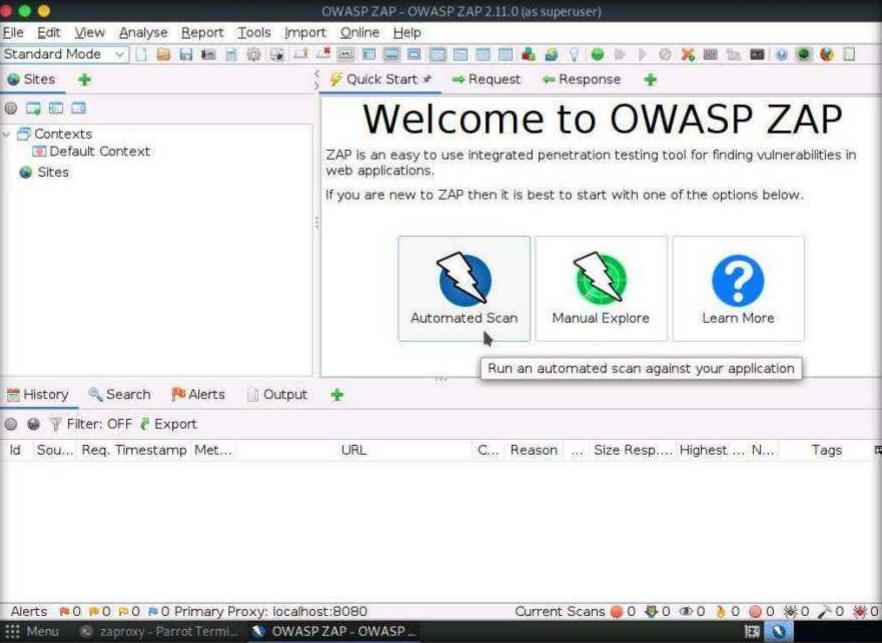 OWASP ZAP - OWASP ZAP 2.11.0 (as superuser)
File Edit View Analyse Report Tools Import Online Help
Standard Mode
Sites
Quick Start Request Response
Contexts
Default Context
Sites
Welcome to OWASP ZAP
ZAP is an easy to use integrated penetration testing tool for finding vulnerabilities in
web applications.
If you are new to ZAP then it is best to start with one of the options below.
Automated Scan Manual Explore Learn More
Run an automated scan against your application
History Search Alerts Output
Filter: OFF Export
Id Sou... Req. Timestamp Met... URL C... Reason ... Size Resp.... Highest ... N... Tags
Alerts 0 0 0 0 Primary Proxy: localhost:8080 Current Scans 0 0 0 0 0 0 0 0
Menu zaproxy - Parrot Termi... OWASP ZAP - OWASP ...